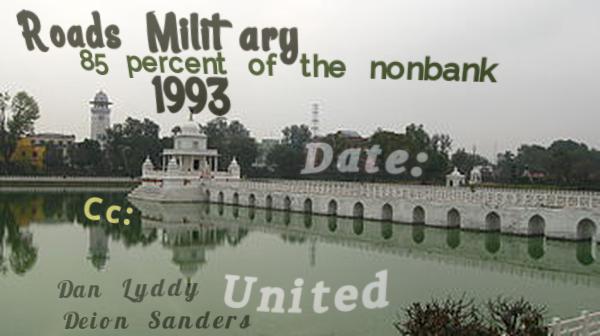 Roads Military
85 percent of the nonbank
1993
Date:
Cc:
Dan Lyddy
United
Deion Sanders